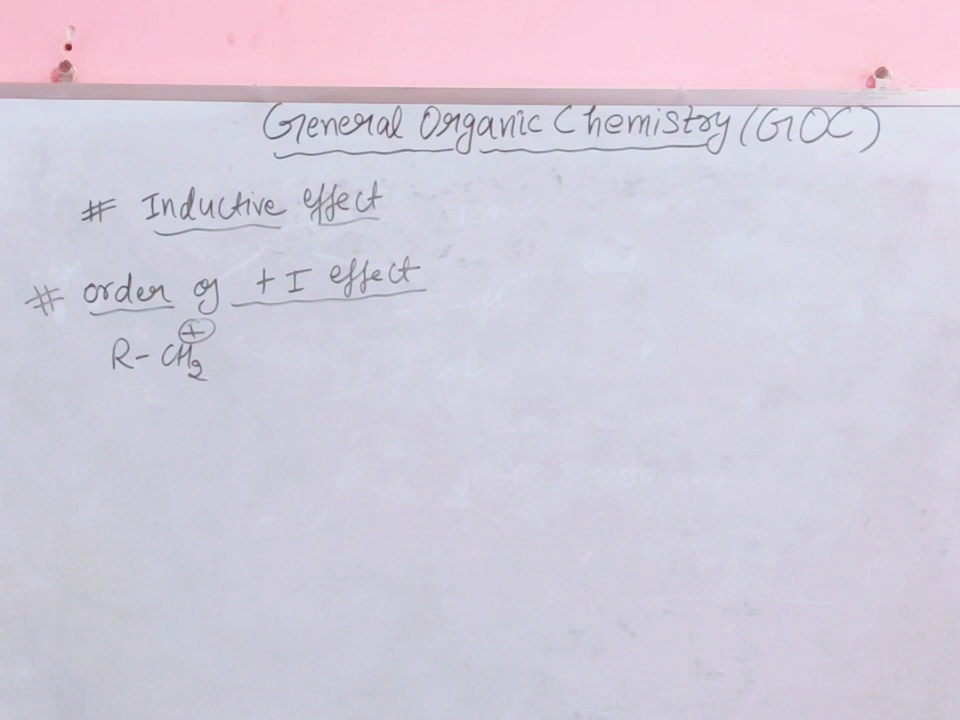 General Organic Chemistry (GOC)
# Inductive effect
# order of + I effect
R - CH₂⊕